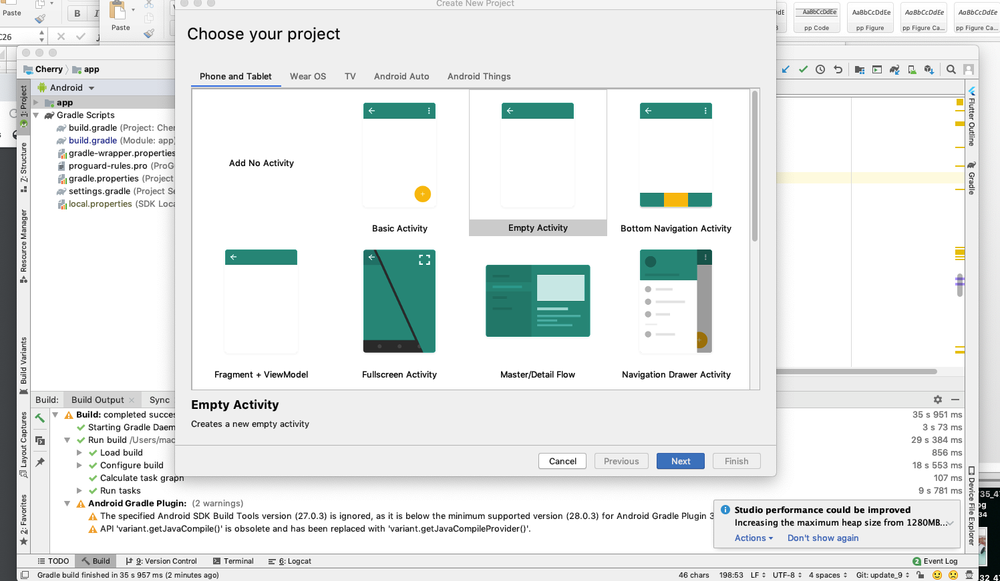 Create New Project
Paste
B
I
Paste
AaBbCcDdEe
AaBbCcDdEe
AaBbCcDdEe
AaBbCcDdEe
pp Code
pp Figure
pp Figure Ca...
pp Figure Ca...
C26
Choose your project
Cherry
app
Phone and Tablet
Wear OS
TV
Android Auto
Android Things
Android
app
Gradle Scripts
build.gradle (Project: Cher
build.gradle (Module: app)
gradle-wrapper.properties
proguard-rules.pro (ProG
gradle.properties (Project
settings.gradle (Project Se
local.properties (SDK Loca
1: Project
Z: Structure
Resource Manager
Build Variants
Layout Captures
2: Favorites
Add No Activity
Basic Activity
Empty Activity
Bottom Navigation Activity
Fragment + ViewModel
Fullscreen Activity
Master/Detail Flow
Navigation Drawer Activity
Flutter Outline
Gradle
Device File Explorer
Empty Activity
Creates a new empty activity
Cancel
Previous
Next
Finish
Build:
Build Output
Sync
Build: completed succes
35 s 951 ms
Starting Gradle Daem
3 s 73 ms
Run build /Users/mac
29 s 384 ms
Load build
856 ms
Configure build
18 s 553 ms
Calculate task graph
107 ms
Run tasks
9 s 781 ms
Android Gradle Plugin: (2 warnings)
The specified Android SDK Build Tools version (27.0.3) is ignored, as it is below the minimum supported version (28.0.3) for Android Gradle Plugin 3
API 'variant.getJavaCompile()' is obsolete and has been replaced with 'variant.getJavaCompileProvider()'.
Studio performance could be improved
Increasing the maximum heap size from 1280MB...
Actions
Don't show again
TODO
Build
9: Version Control
Terminal
6: Logcat
2 Event Log
Gradle build finished in 35 s 957 ms (2 minutes ago)
46 chars
198:53
LF
UTF-8
4 spaces
Git: update_9